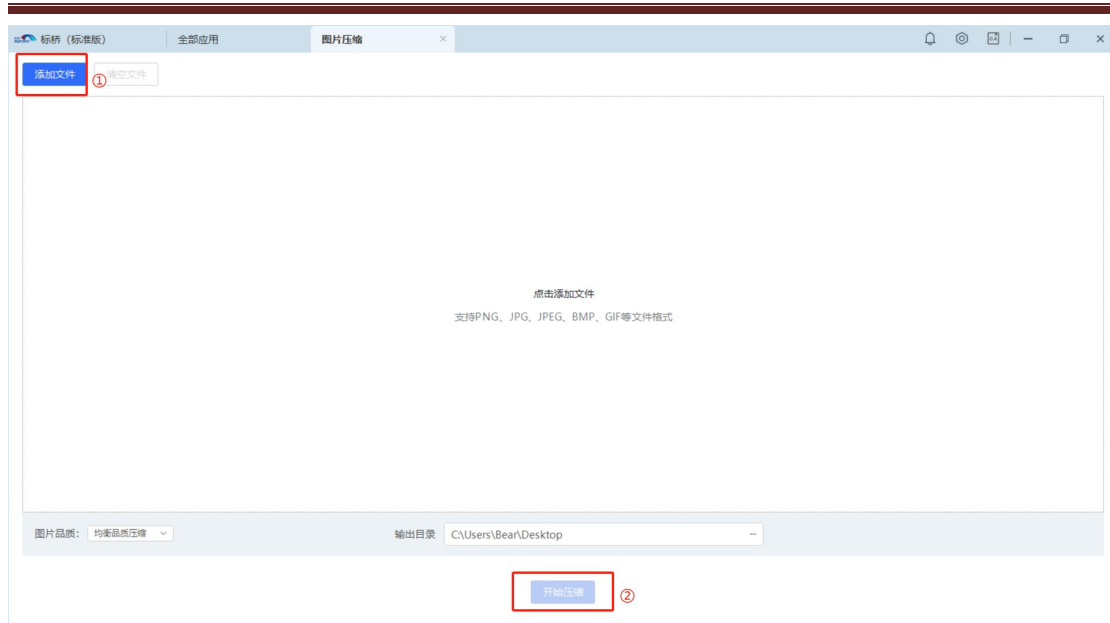 标桥（标准版） 全部应用 图片压缩
添加文件 ① 清空文件
点击添加文件
支持PNG、JPG、JPEG、BMP、GIF等文件格式
图片品质： 均衡品质压缩 输出目录 C:\Users\Bear\Desktop ...
开始压缩 ②